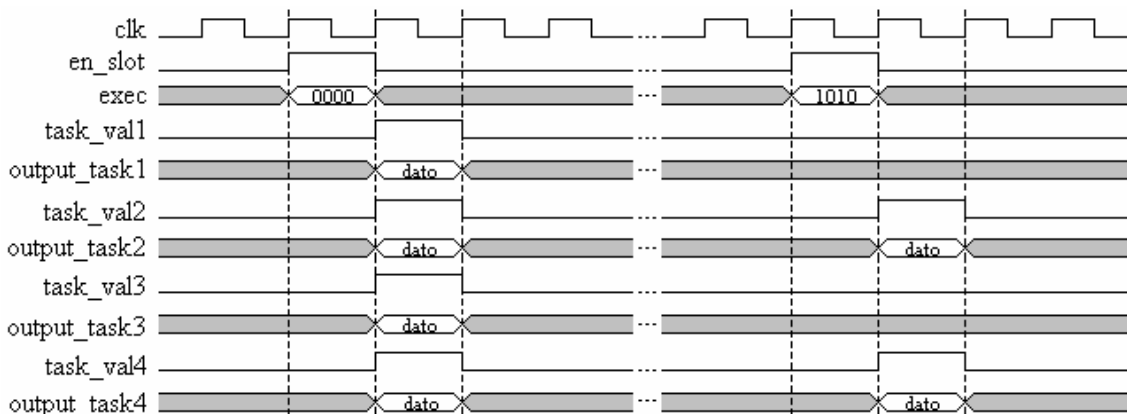 clk
... ...
en_slot
...
exec 0000 ... 1010
task_val1
...
output_task1 dato ...
task_val2
...
output_task2 dato ... dato
task_val3
...
output_task3 dato ...
task_val4
...
output_task4 dato ... dato